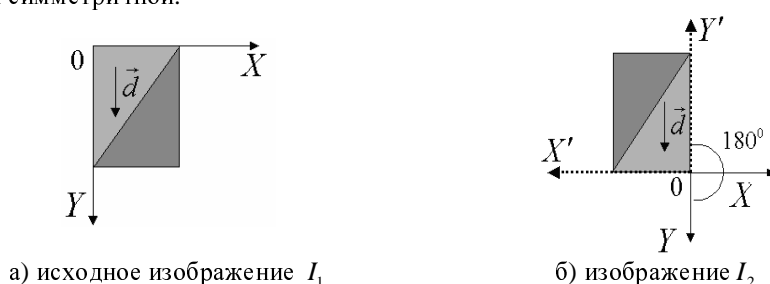 симметричной.
0
X
d
Y
а) исходное изображение I₁
Y'
d
X'
180⁰
0
X
Y
б) изображение I₂